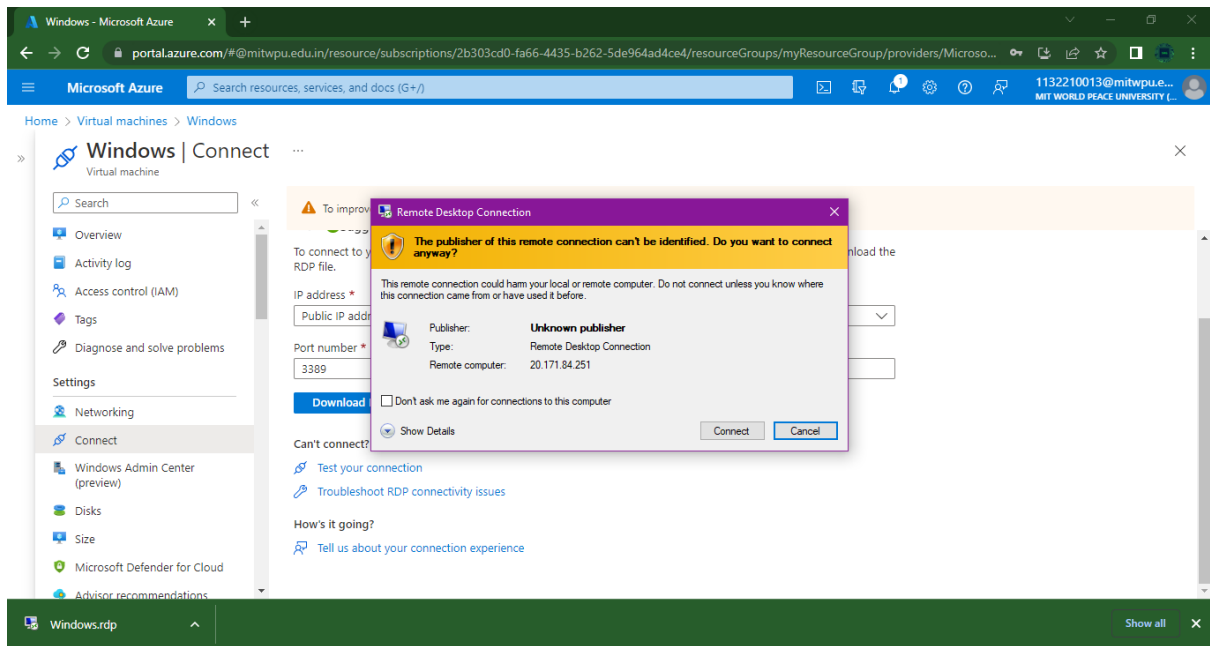 Windows - Microsoft Azure
portal.azure.com/#@mitwpu.edu.in/resource/subscriptions/2b303cd0-fa66-4435-b262-5de964ad4ce4/resourceGroups/myResourceGroup/providers/Microso...
Microsoft Azure
Search resources, services, and docs (G+/)
1
1132210013@mitwpu.e...
MIT WORLD PEACE UNIVERSITY (...
Home > Virtual machines > Windows
Windows | Connect ...
Virtual machine
Search
Overview
Activity log
Access control (IAM)
Tags
Diagnose and solve problems
Settings
Networking
Connect
Windows Admin Center
(preview)
Disks
Size
Microsoft Defender for Cloud
Advisor recommendations
To improv
To connect to y
nload the
RDP file.
IP address *
Public IP addr
Port number *
3389
Download
Can't connect?
Test your connection
Troubleshoot RDP connectivity issues
How's it going?
Tell us about your connection experience
Remote Desktop Connection
The publisher of this remote connection can't be identified. Do you want to connect
anyway?
This remote connection could harm your local or remote computer. Do not connect unless you know where
this connection came from or have used it before.
Publisher: Unknown publisher
Type: Remote Desktop Connection
Remote computer: 20.171.84.251
Don't ask me again for connections to this computer
Show Details
Connect
Cancel
Windows.rdp
Show all